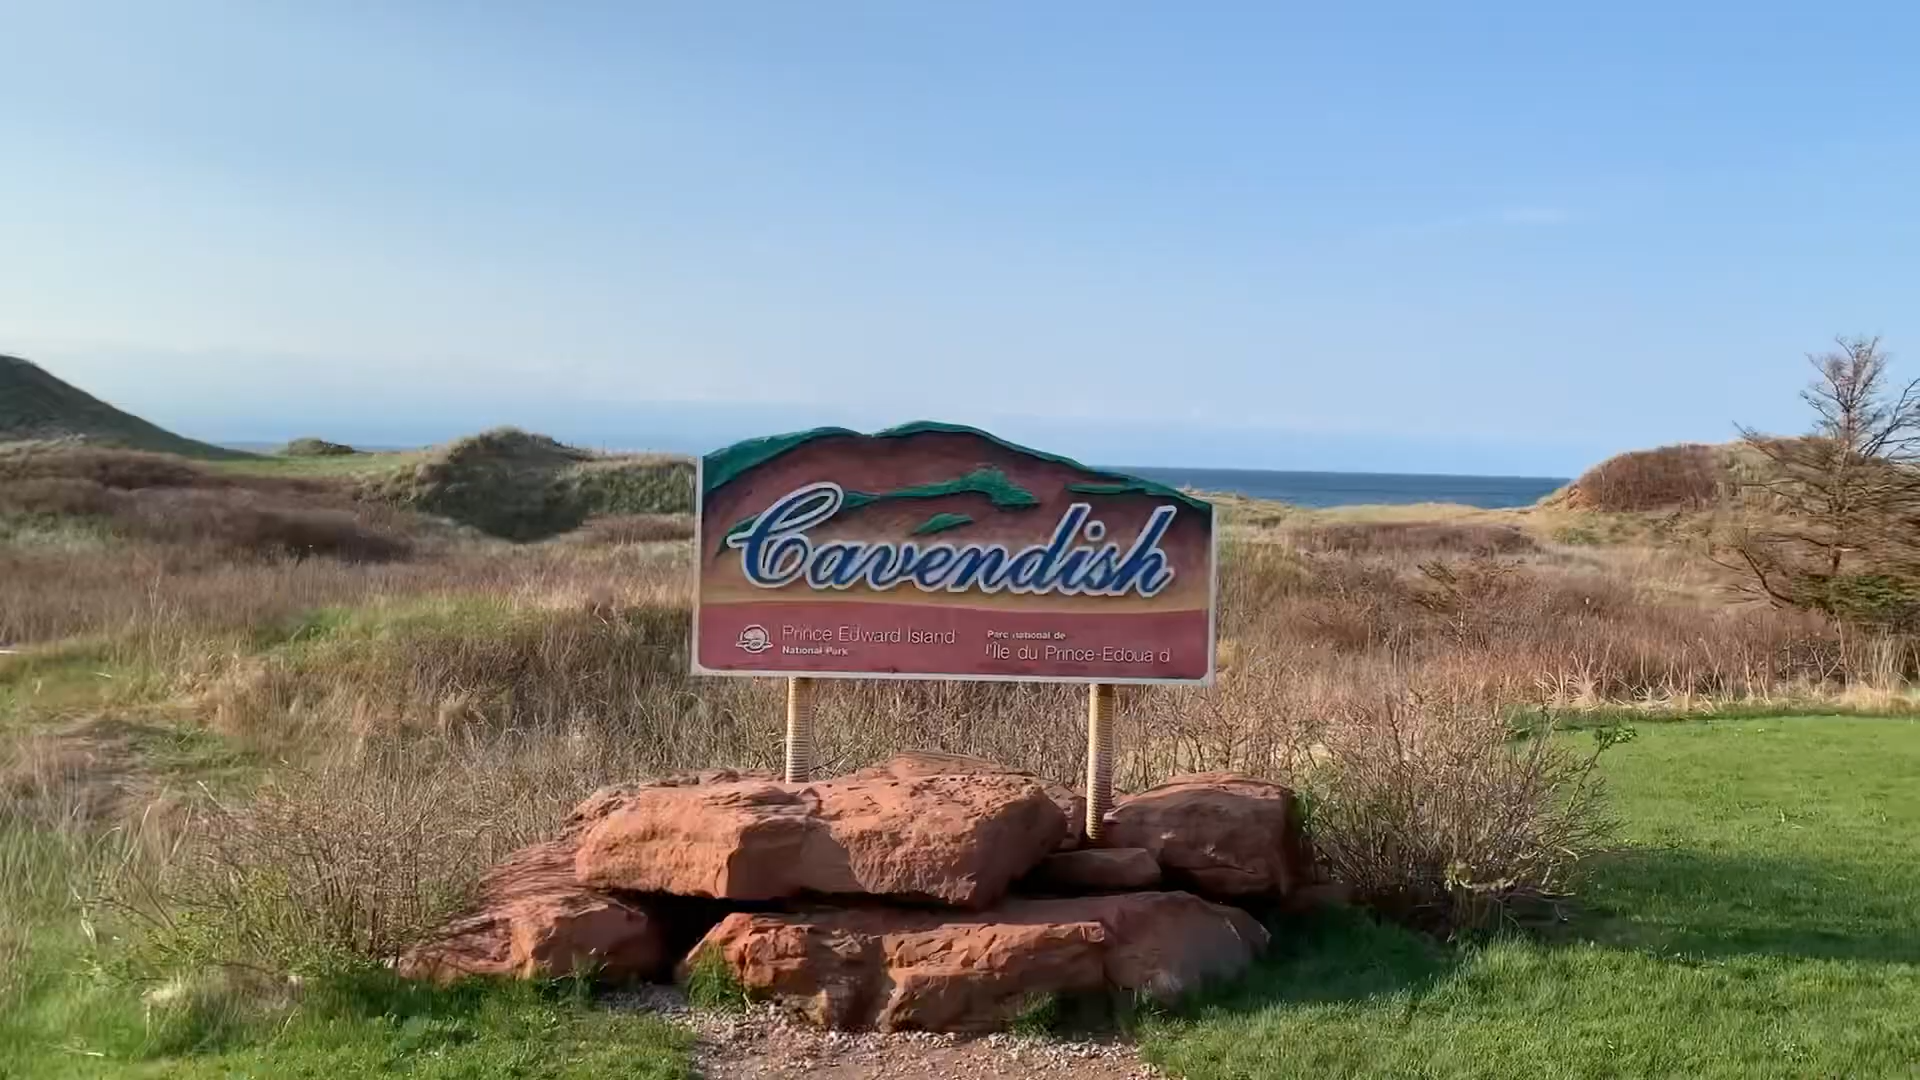 Cavendish
Prince Edward Island
National Park
Parc national de
l'Île du Prince-Edoua d